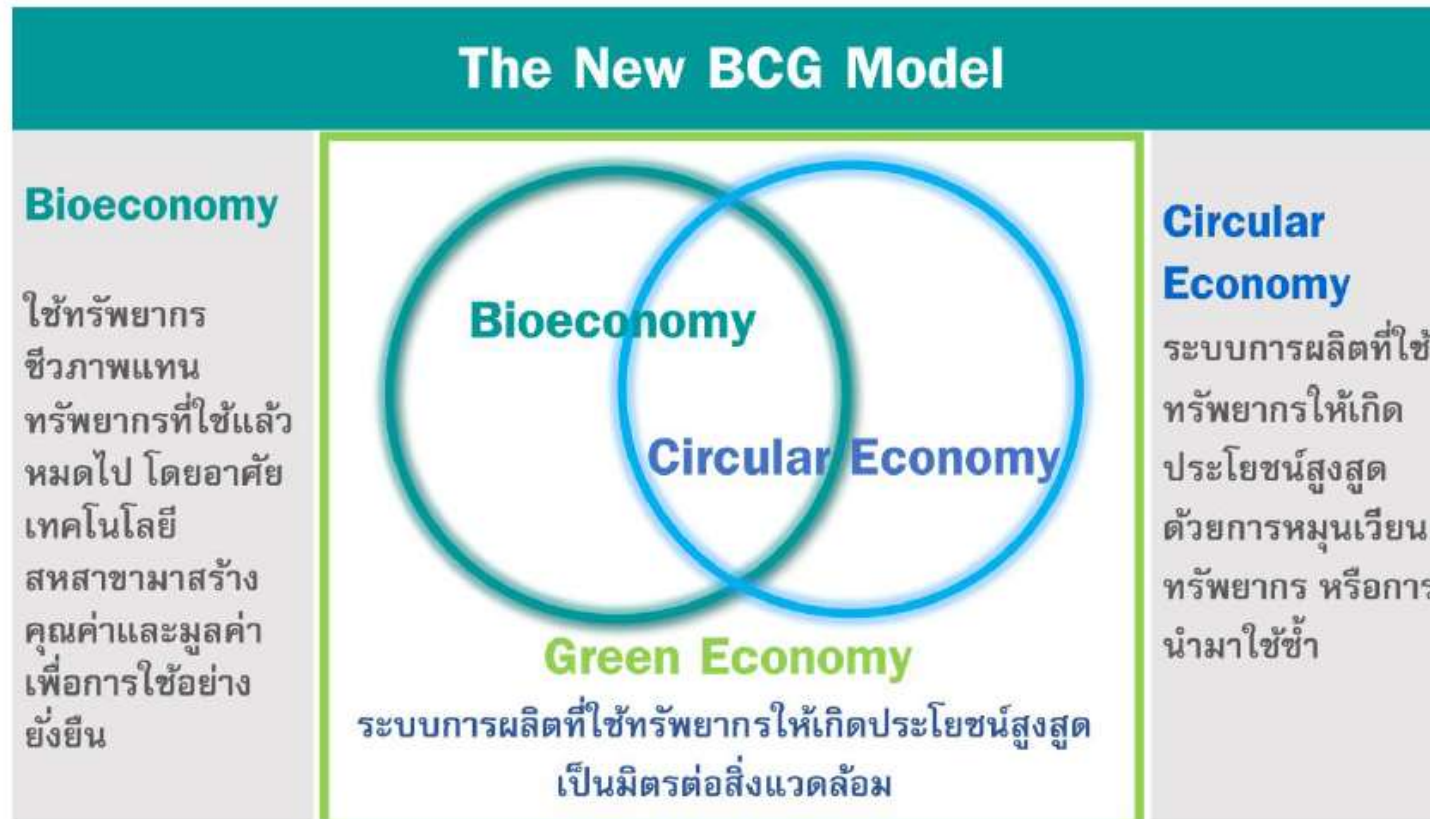 The New BCG Model
Bioeconomy
ใช้ทรัพยากร
ชีวภาพแทน
ทรัพยากรที่ใช้แล้ว
หมดไป โดยอาศัย
เทคโนโลยี
สหสาขามาสร้าง
คุณค่าและมูลค่า
เพื่อการใช้อย่าง
ยั่งยืน
Bioeconomy
Circular Economy
Green Economy
ระบบการผลิตที่ใช้ทรัพยากรให้เกิดประโยชน์สูงสุด
เป็นมิตรต่อสิ่งแวดล้อม
Circular
Economy
ระบบการผลิตที่ใช้
ทรัพยากรให้เกิด
ประโยชน์สูงสุด
ด้วยการหมุนเวียน
ทรัพยากร หรือการ
นำมาใช้ซ้ำ